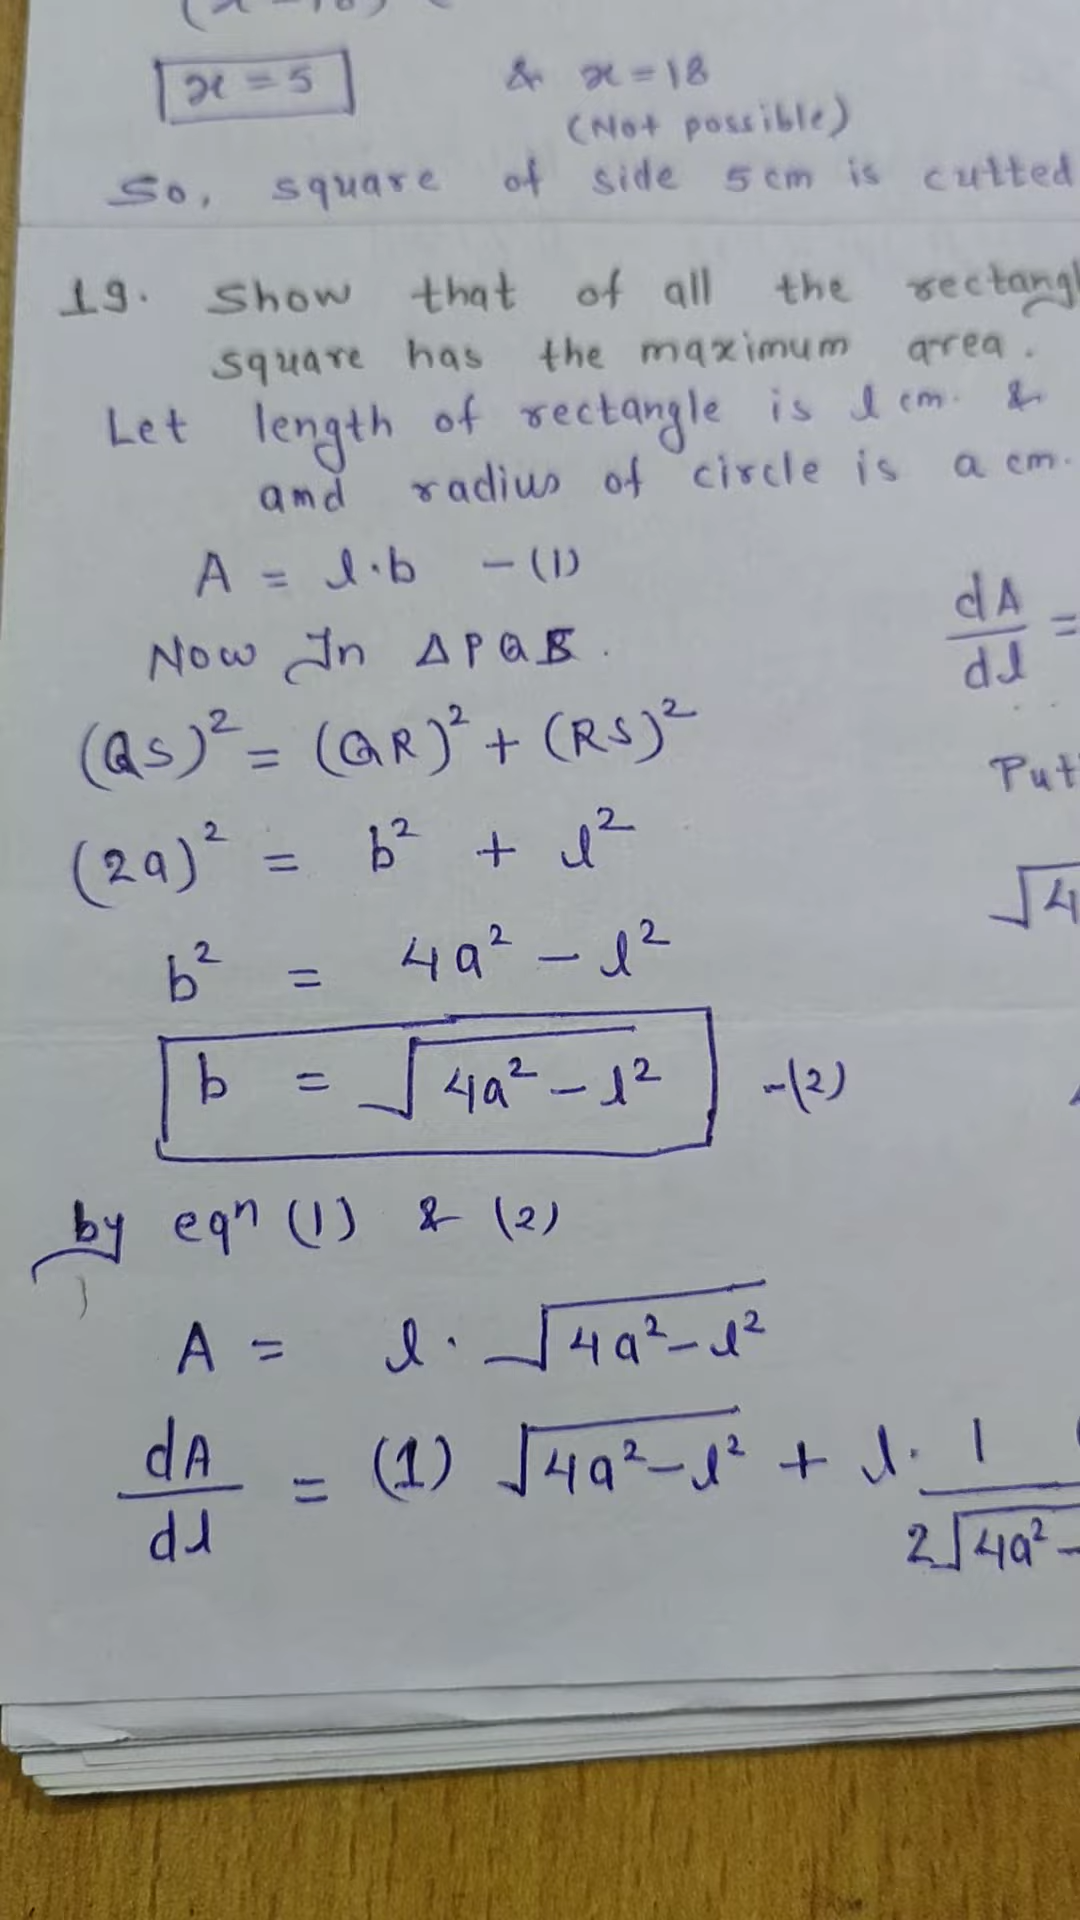 x = 5 & x = 18
(Not possible)
So, square of side 5 cm is cutted
19. Show that of all the rectangl
square has the maximum area.
Let length of rectangle is l cm. &
and radius of circle is a cm.
A = l.b -(1)
Now In ΔPQS.
(QS)² = (QR)² + (RS)²
(2a)² = b² + l²
b² = 4a² - l²
b = √4a² - l² -(2)
by eqⁿ (1) & (2)
A = l. √4a² - l²
dA/dl = (1) √4a² - l² + l. 1/2√4a² -
dA/dl =
Put
√4